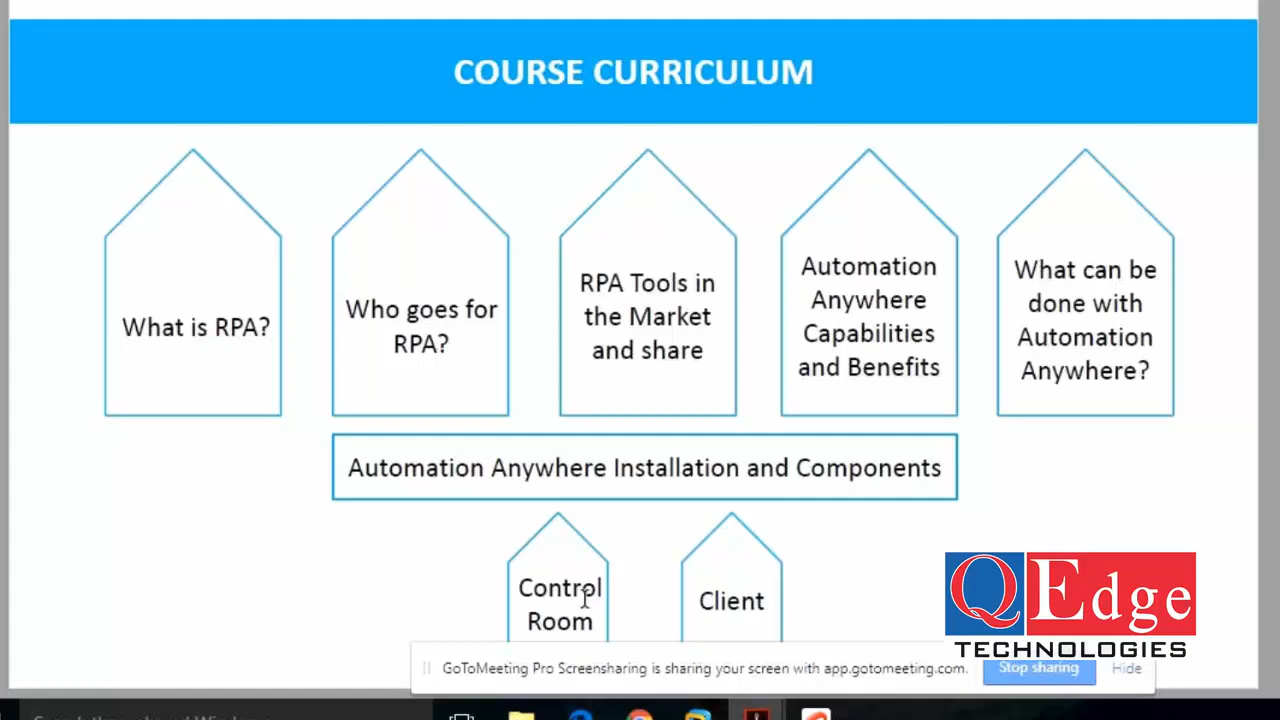 COURSE CURRICULUM
What is RPA?
Who goes for
RPA?
RPA Tools in
the Market
and share
Automation
Anywhere
Capabilities
and Benefits
What can be
done with
Automation
Anywhere?
Automation Anywhere Installation and Components
Control
Room
Client
QEdge
TECHNOLOGIES
GoToMeeting Pro Screensharing is sharing your screen with app.gotomeeting.com.
Stop sharing
Hide